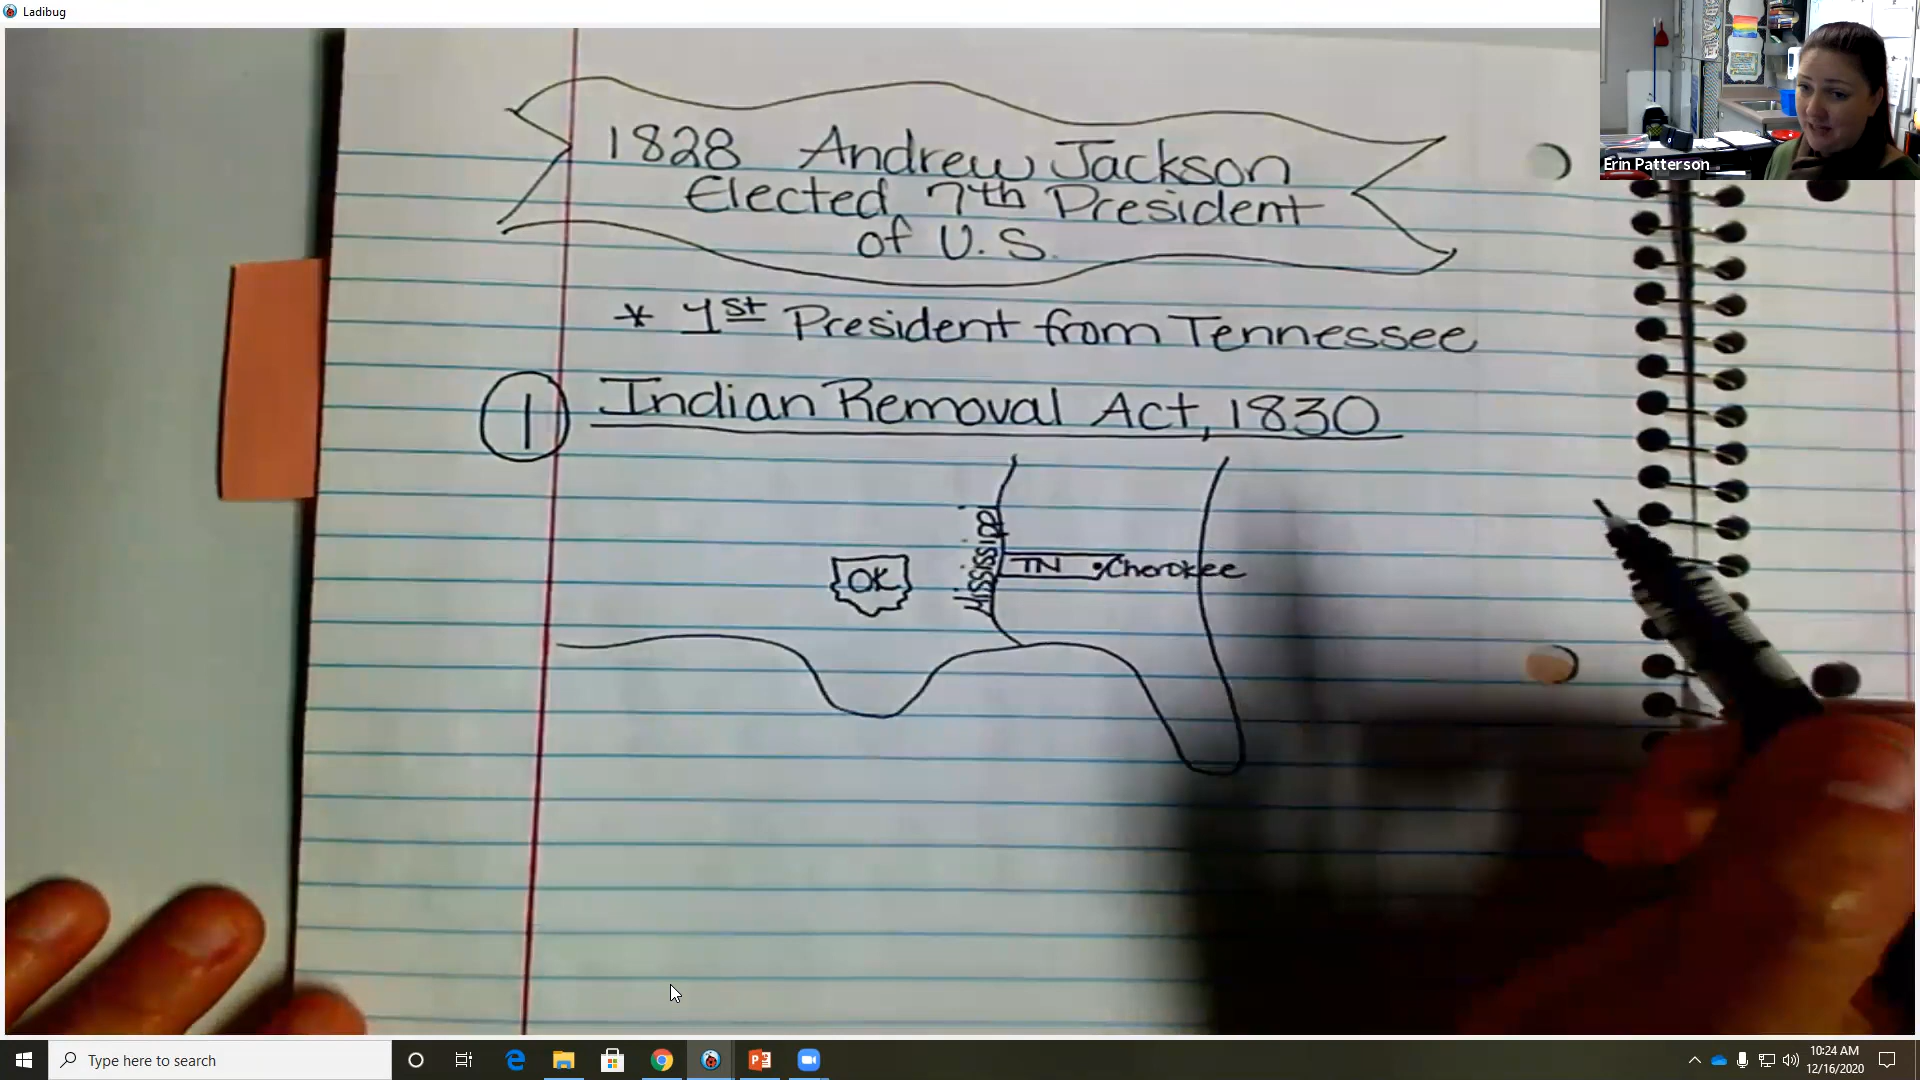 Ladibug
Erin Patterson
1828 Andrew Jackson
Elected 7th President
of U.S.
* 1st President from Tennessee
1 Indian Removal Act, 1830
Mississippi
OK
TN
Cherokee
Type here to search
10:24 AM
12/16/2020